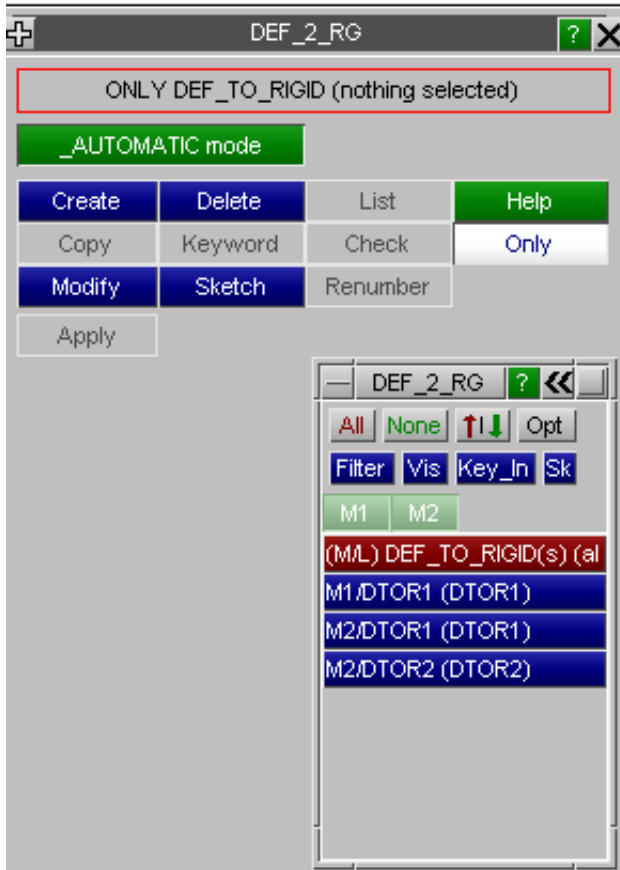 DEF_2_RG ?
ONLY DEF_TO_RIGID (nothing selected)
_AUTOMATIC mode
Create Delete List Help
Copy Keyword Check Only
Modify Sketch Renumber
Apply
DEF_2_RG ?
All None Opt
Filter Vis Key_In Sk
M1 M2
(M/L) DEF_TO_RIGID(s) (al
M1/DTOR1 (DTOR1)
M2/DTOR1 (DTOR1)
M2/DTOR2 (DTOR2)